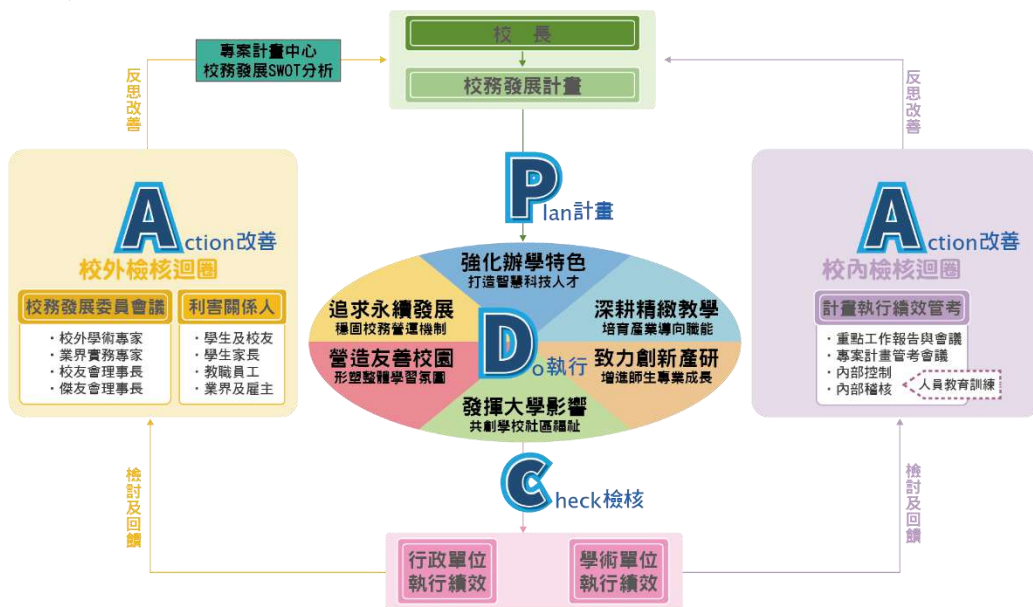 校 長
校務發展計畫
專案計畫中心
校務發展SWOT分析
反思改善
反思改善
Plan計畫
Action改善
校外檢核迴圈
校務發展委員會議
・校外學術專家
・業界實務專家
・校友會理事長
・傑友會理事長
利害關係人
・學生及校友
・學生家長
・教職員工
・業界及雇主
強化辦學特色
打造智慧科技人才
追求永續發展
穩固校務營運機制
深耕精緻教學
培育產業導向職能
Do執行
營造友善校園
形塑整體學習氛圍
致力創新產研
增進師生專業成長
發揮大學影響
共創學校社區福祉
Action改善
校內檢核迴圈
計畫執行績效管考
・重點工作報告與會議
・專案計畫管考會議
・內部控制
・內部稽核
人員教育訓練
Check檢核
檢討及回饋
檢討及回饋
行政單位
執行績效
學術單位
執行績效